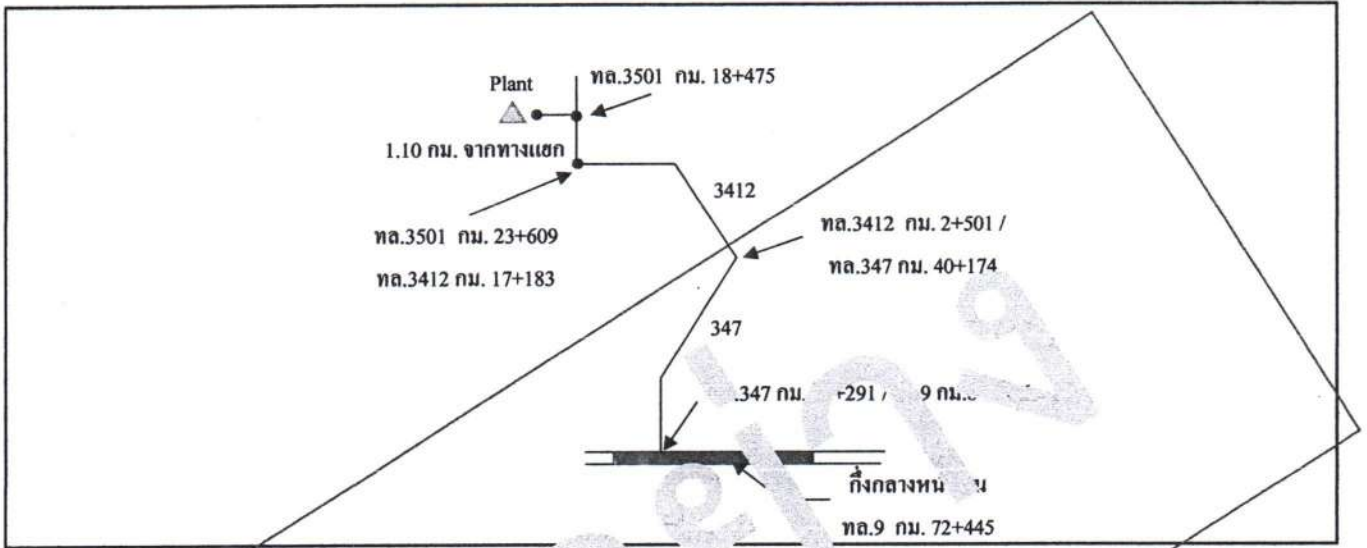 Plant
ทล.3501 กม. 18+475
1.10 กม. จากทางแยก
3412
ทล.3501 กม. 23+609
ทล.3412 กม. 17+183
ทล.3412 กม. 2+501 /
ทล.347 กม. 40+174
347
.347 กม. +291 / 9 กม.
กึ่งกลาง
ทล.9 กม. 72+445